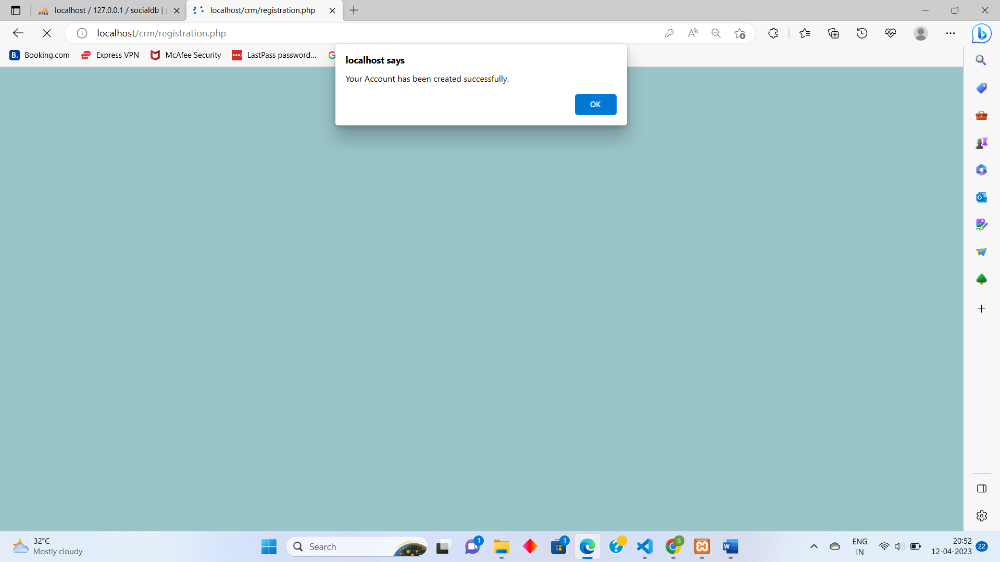 localhost / 127.0.0.1 / socialdb |
localhost/crm/registration.php
localhost/crm/registration.php
Booking.com
Express VPN
McAfee Security
LastPass password...
localhost says
Your Account has been created successfully.
OK
32°C
Mostly cloudy
Search
1
1
S
ENG
IN
20:52
12-04-2023
22